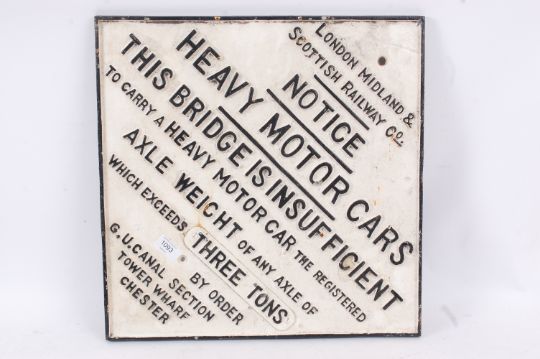 LONDON MIDLAND &
SCOTTISH RAILWAY CO.
NOTICE
HEAVY MOTOR CARS
THIS BRIDGE IS INSUFFICIENT
TO CARRY A HEAVY MOTOR CAR THE REGISTERED
AXLE WEIGHT OF ANY AXLE OF
WHICH EXCEEDS THREE TONS
BY ORDER
G.U. CANAL SECTION
TOWER WHARF
CHESTER
1093